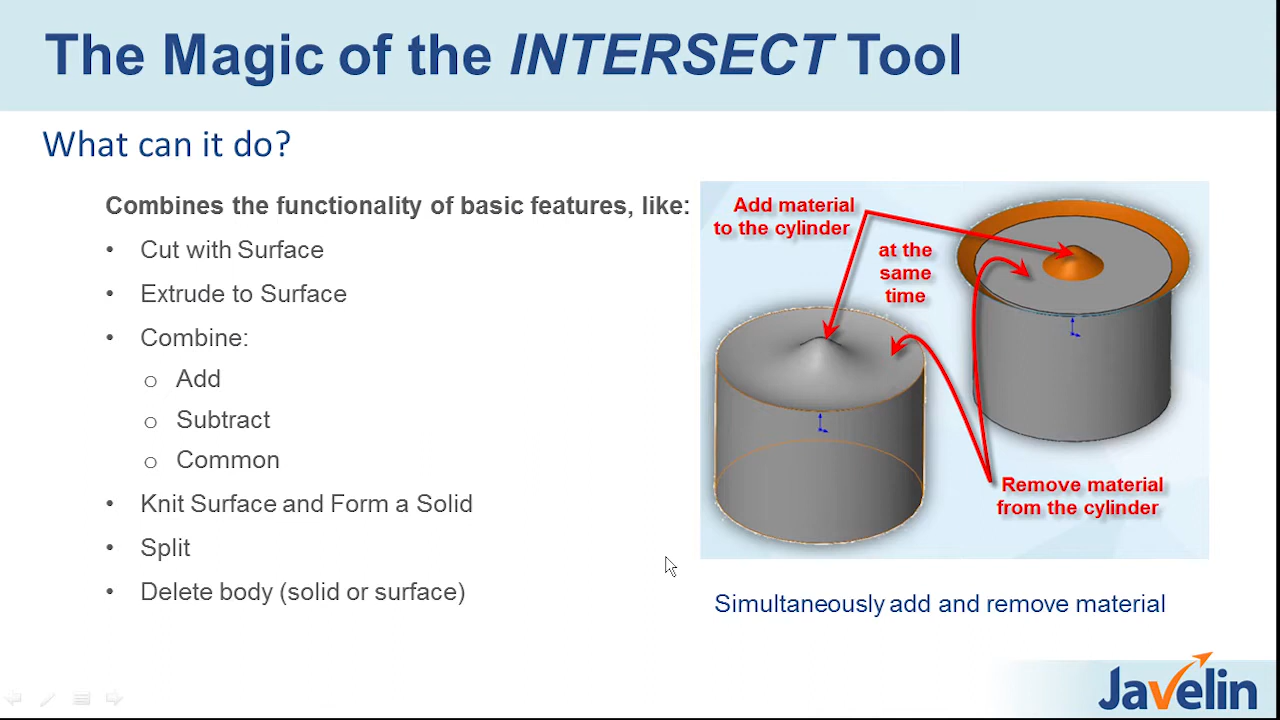 The Magic of the INTERSECT Tool
What can it do?
Combines the functionality of basic features, like:
• Cut with Surface
• Extrude to Surface
• Combine:
o Add
o Subtract
o Common
• Knit Surface and Form a Solid
• Split
• Delete body (solid or surface)
Add material
to the cylinder
at the
same
time
Remove material
from the cylinder
Simultaneously add and remove material
Javelin